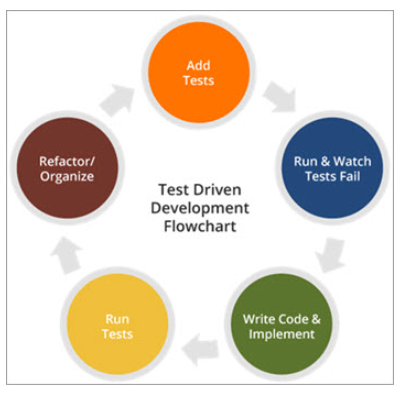 Add
Tests
Run & Watch
Tests Fail
Write Code &
Implement
Run
Tests
Refactor/
Organize
Test Driven
Development
Flowchart